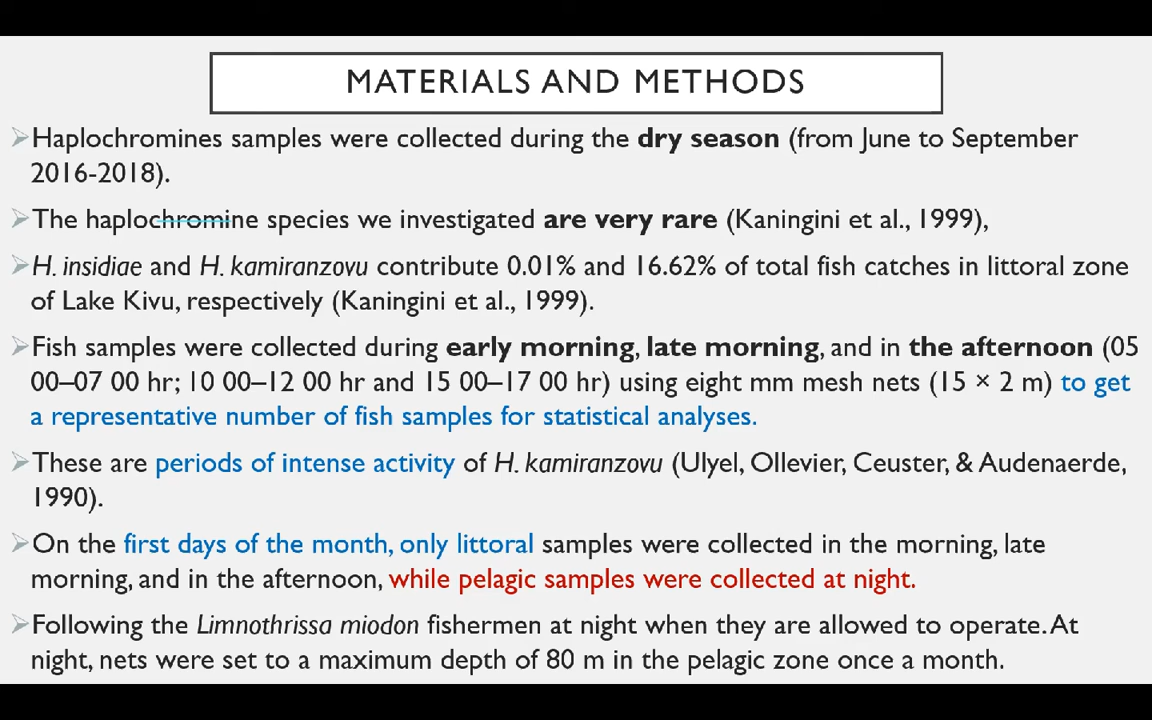 MATERIALS AND METHODS
➢Haplochromines samples were collected during the dry season (from June to September
2016-2018).
➢The haplochromine species we investigated are very rare (Kaningini et al., 1999),
➢H. insidiae and H. kamiranzovu contribute 0.01% and 16.62% of total fish catches in littoral zone
of Lake Kivu, respectively (Kaningini et al., 1999).
➢Fish samples were collected during early morning, late morning, and in the afternoon (05
00–07 00 hr; 10 00–12 00 hr and 15 00–17 00 hr) using eight mm mesh nets (15 × 2 m) to get
a representative number of fish samples for statistical analyses.
➢These are periods of intense activity of H. kamiranzovu (Ulyel, Ollevier, Ceuster, & Audenaerde,
1990).
➢On the first days of the month, only littoral samples were collected in the morning, late
morning, and in the afternoon, while pelagic samples were collected at night.
➢Following the Limnothrissa miodon fishermen at night when they are allowed to operate. At
night, nets were set to a maximum depth of 80 m in the pelagic zone once a month.